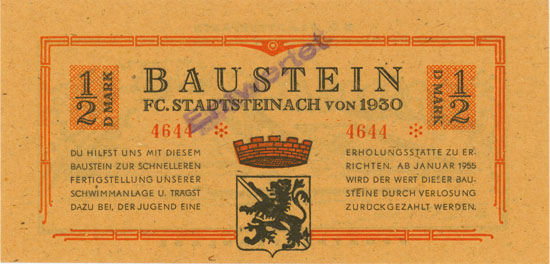 Entwertet
1/2 D MARK
BAUSTEIN
FC. STADTSTEINACH VON 1930
1/2 D MARK
4644 ✻
4644 ✻
DU HILFST UNS MIT DIESEM
BAUSTEIN ZUR SCHNELLEREN
FERTIGSTELLUNG UNSERER
SCHWIMMANLAGE U. TRÄGST
DAZU BEI, DER JUGEND EINE
ERHOLUNGSSTÄTTE ZU ER-
RICHTEN. AB JANUAR 1955
WIRD DER WERT DIESER BAU-
STEINE DURCH VERLOSUNG
ZURÜCKGEZAHLT WERDEN.